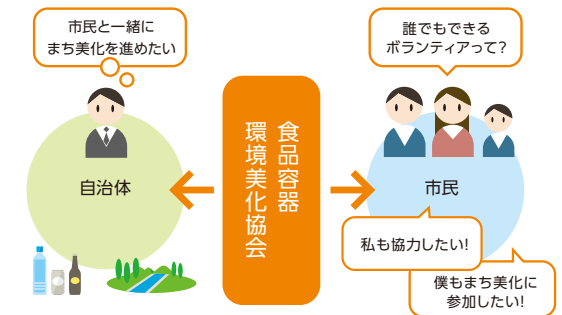 市民と一緒に
まち美化を進めたい
自治体
食品容器
環境美化協会
誰でもできる
ボランティアって?
市民
私も協力したい!
僕もまち美化に
参加したい!